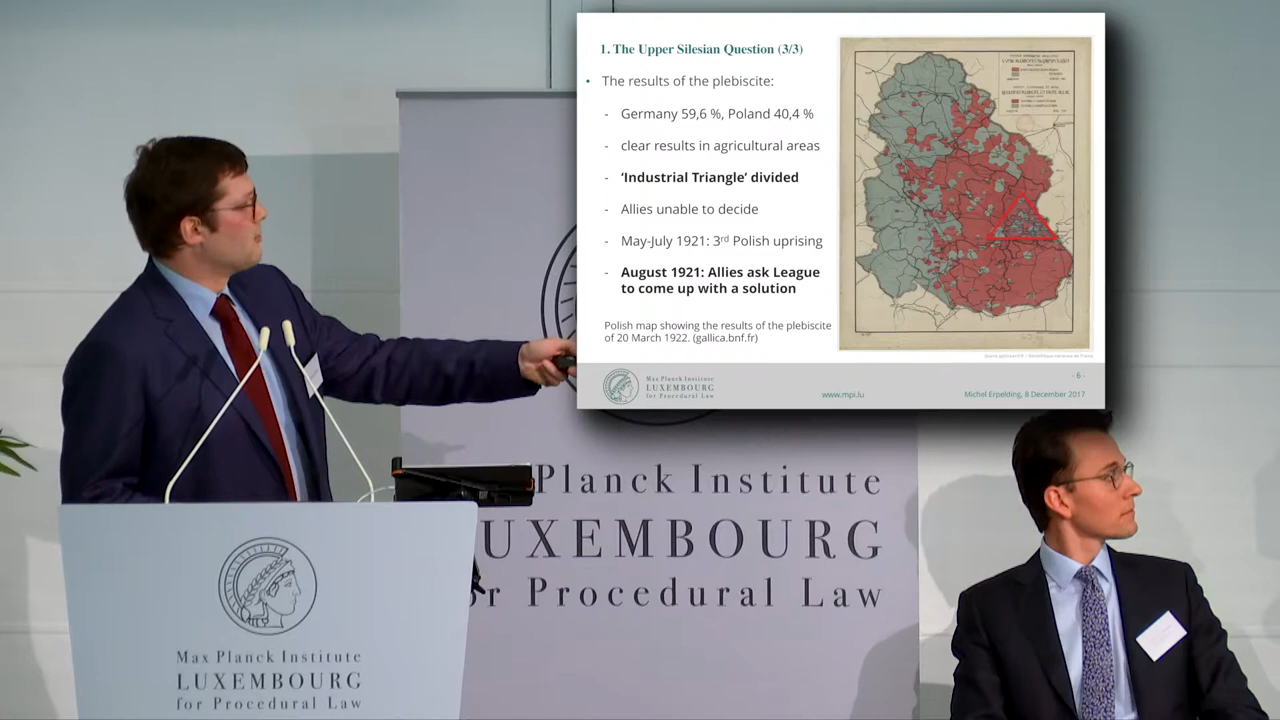 1. The Upper Silesian Question (3/3)
• The results of the plebiscite:
- Germany 59,6 %, Poland 40,4 %
- clear results in agricultural areas
- ‘Industrial Triangle’ divided
- Allies unable to decide
- May-July 1921: 3rd Polish uprising
- August 1921: Allies ask League
to come up with a solution
Polish map showing the results of the plebiscite
of 20 March 1922. (gallica.bnf.fr)
- 6 -
Max Planck Institute
LUXEMBOURG
for Procedural Law
www.mpi.lu
Michel Erpelding, 8 December 2017
Planck Institute
UXEMBOURG
or Procedural Law
Max Planck Institute
LUXEMBOURG
for Procedural Law